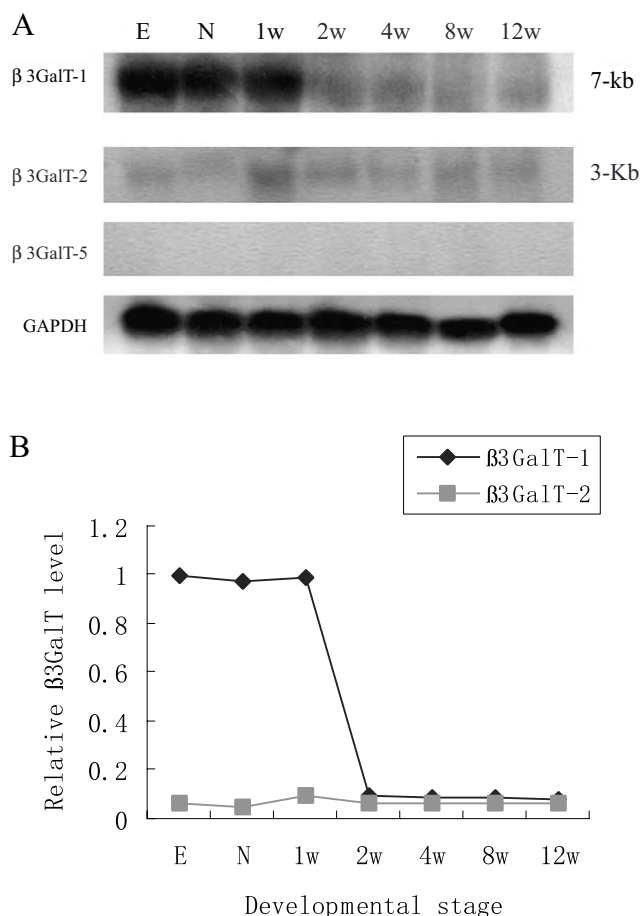 A
E N 1w 2w 4w 8w 12w
β 3GalT-1 7-kb
β 3GalT-2 3-Kb
β 3GalT-5
GAPDH
B
ß3GalT-1
ß3GalT-2
Relative ß3GalT level
1.2
1
0.8
0.6
0.4
0.2
0
E N 1w 2w 4w 8w 12w
Developmental stage